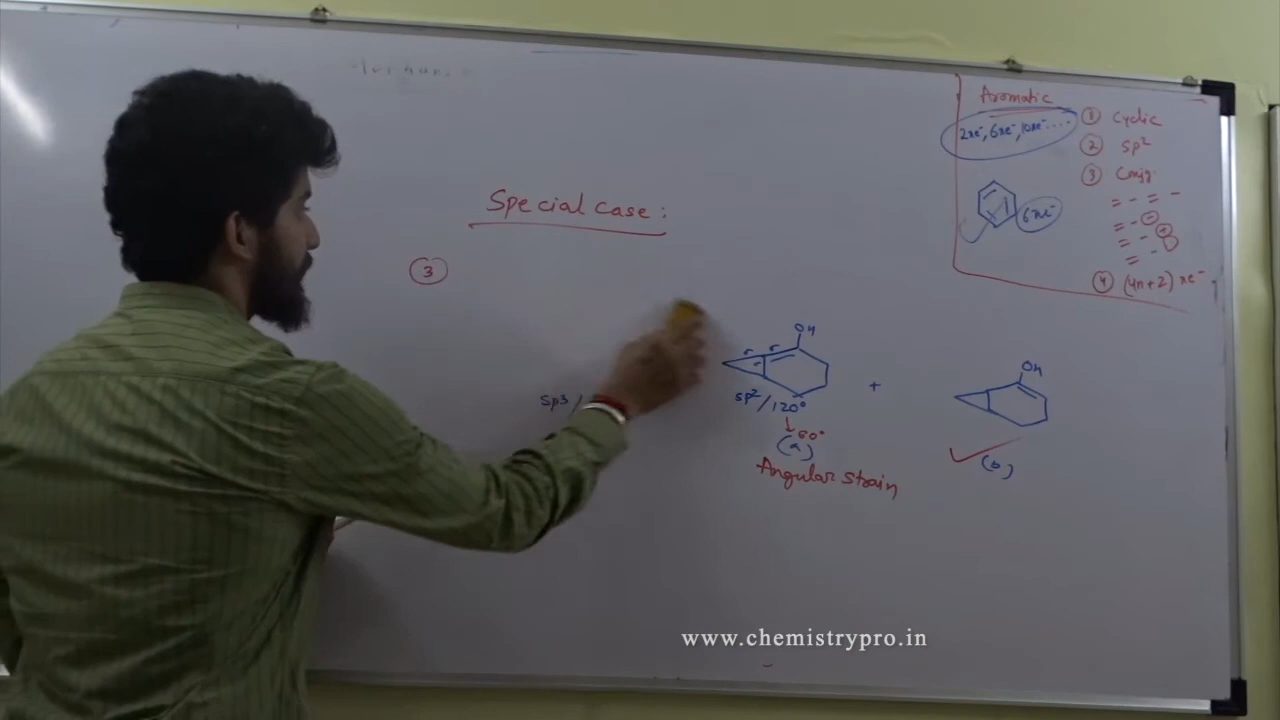 Special case:
3
OH
sp3/
sp²/120°
60°
(a)
Angular strain
+
OH
(b)
Aromatic
2πe⁻, 6πe⁻, 10πe⁻ ....
6πe⁻
① Cyclic
② sp²
③ Conj.
= - = -
= - ⊖
= - ⊕
= -
④ (4n+2) πe⁻
www.chemistrypro.in